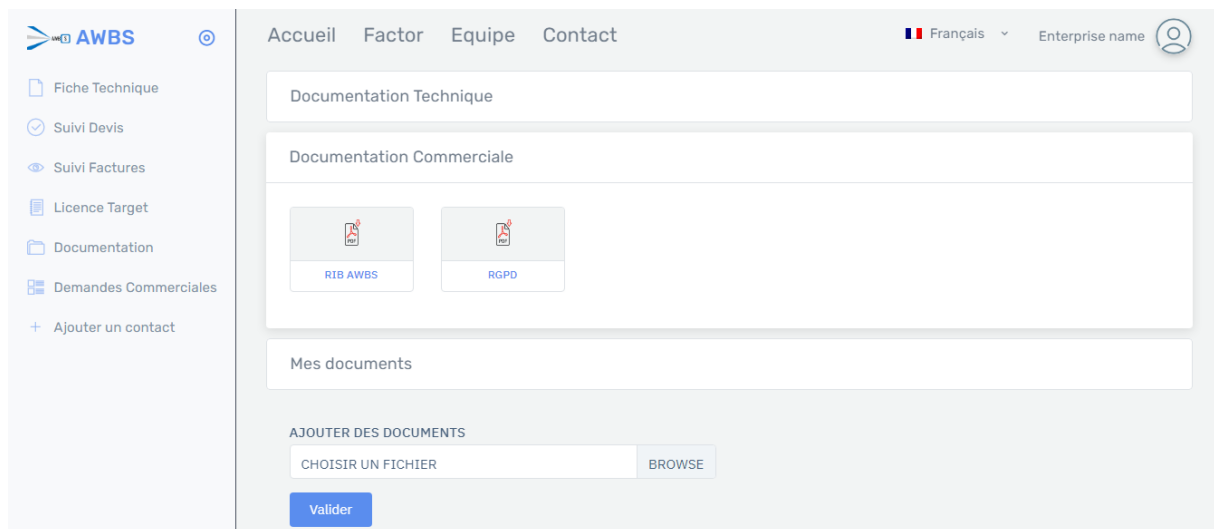 AWBS
Accueil Factor Equipe Contact
Français
Enterprise name
Fiche Technique
Suivi Devis
Suivi Factures
Licence Target
Documentation
Demandes Commerciales
Ajouter un contact
Documentation Technique
Documentation Commerciale
PDF
RIB AWBS
PDF
RGPD
Mes documents
AJOUTER DES DOCUMENTS
CHOISIR UN FICHIER
BROWSE
Valider